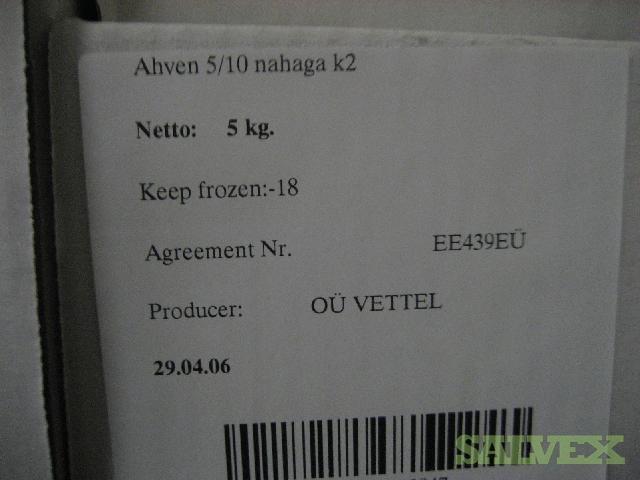 Ahven 5/10 nahaga k2
Netto: 5 kg.
Keep frozen:-18
Agreement Nr. EE439EÜ
Producer: OÜ VETTEL
29.04.06
SALVEX